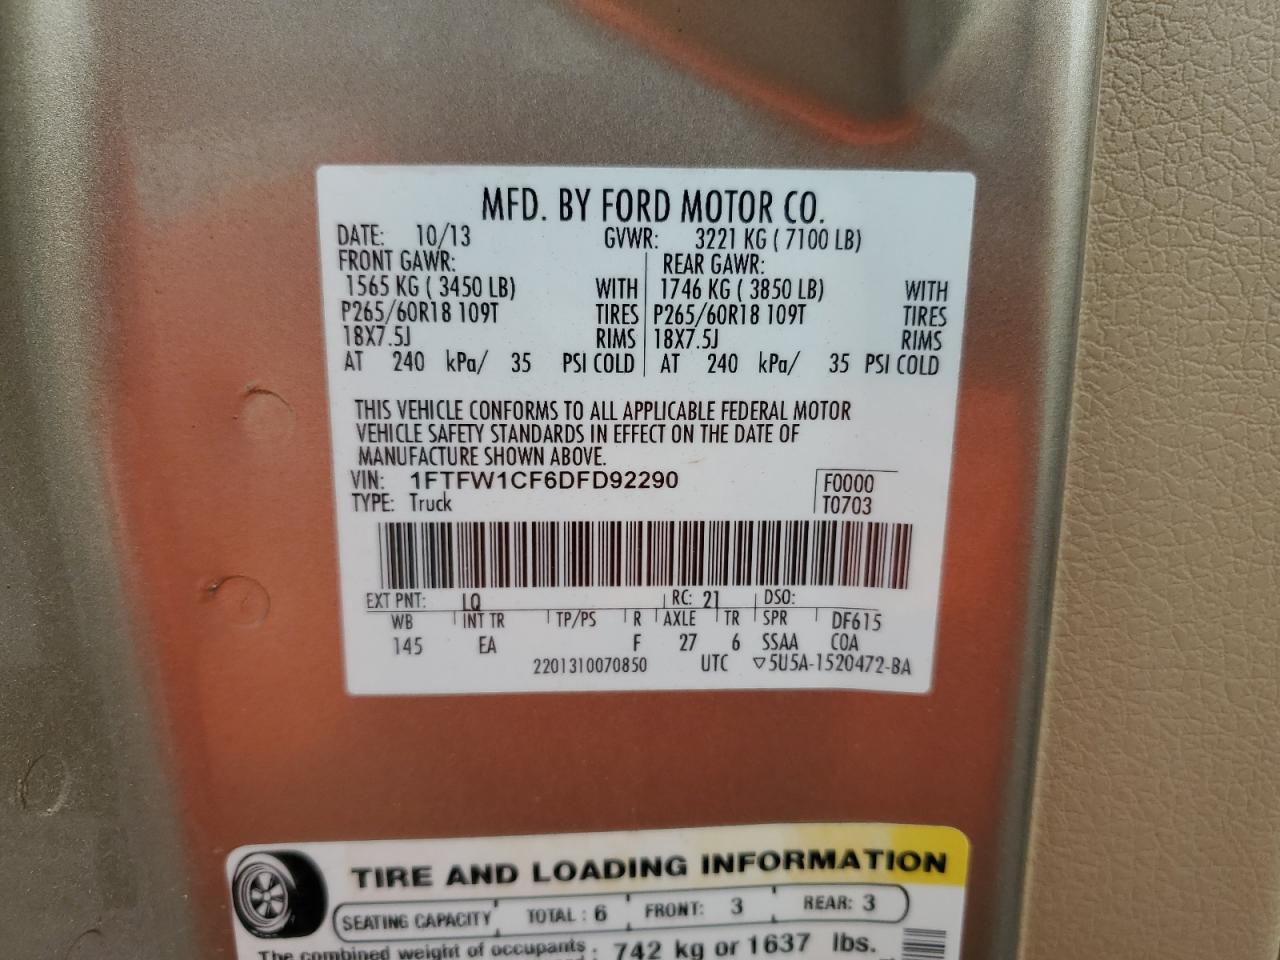 MFD. BY FORD MOTOR CO.
DATE: 10/13 GVWR: 3221 KG ( 7100 LB)
FRONT GAWR: REAR GAWR:
1565 KG ( 3450 LB) WITH 1746 KG ( 3850 LB) WITH
P265/60R18 109T TIRES P265/60R18 109T TIRES
18X7.5J RIMS 18X7.5J RIMS
AT 240 kPa/ 35 PSI COLD AT 240 kPa/ 35 PSI COLD
THIS VEHICLE CONFORMS TO ALL APPLICABLE FEDERAL MOTOR
VEHICLE SAFETY STANDARDS IN EFFECT ON THE DATE OF
MANUFACTURE SHOWN ABOVE.
VIN: 1FTFW1CF6DFD92290 F0000
TYPE: Truck T0703
EXT PNT: LQ RC: 21 DSO:
WB INT TR TP/PS R AXLE TR SPR DF615
145 EA F 27 6 SSAA COA
2201310070850 UTC ▽5U5A-1520472-BA
TIRE AND LOADING INFORMATION
SEATING CAPACITY TOTAL : 6 FRONT: 3 REAR: 3
The combined weight of occupants 742 kg or 1637 lbs.